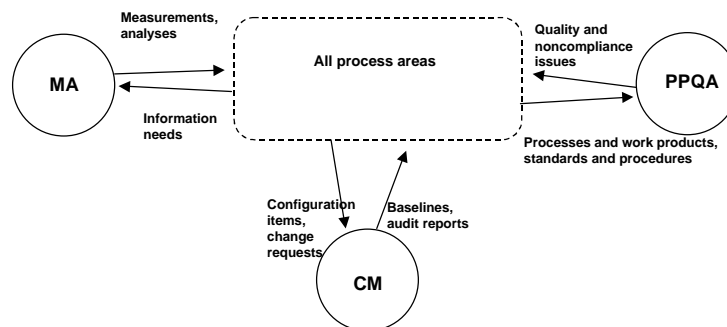 Measurements,
analyses
MA
Information
needs
All process areas
Quality and
noncompliance
issues
PPQA
Processes and work products,
standards and procedures
Configuration
items,
change
requests
Baselines,
audit reports
CM